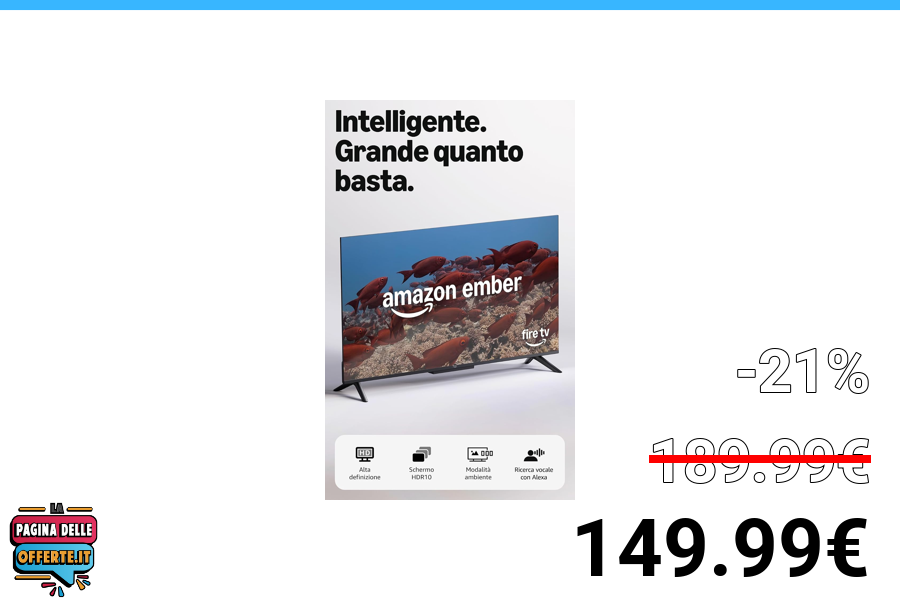 Intelligente.
Grande quanto
basta.
amazon ember
fire tv
HD
Alta
definizione
Schermo
HDR10
Modalità
ambiente
Ricerca vocale
con Alexa
-21%
189.99€
149.99€
LA
PAGINA DELLE
OFFERTE.IT